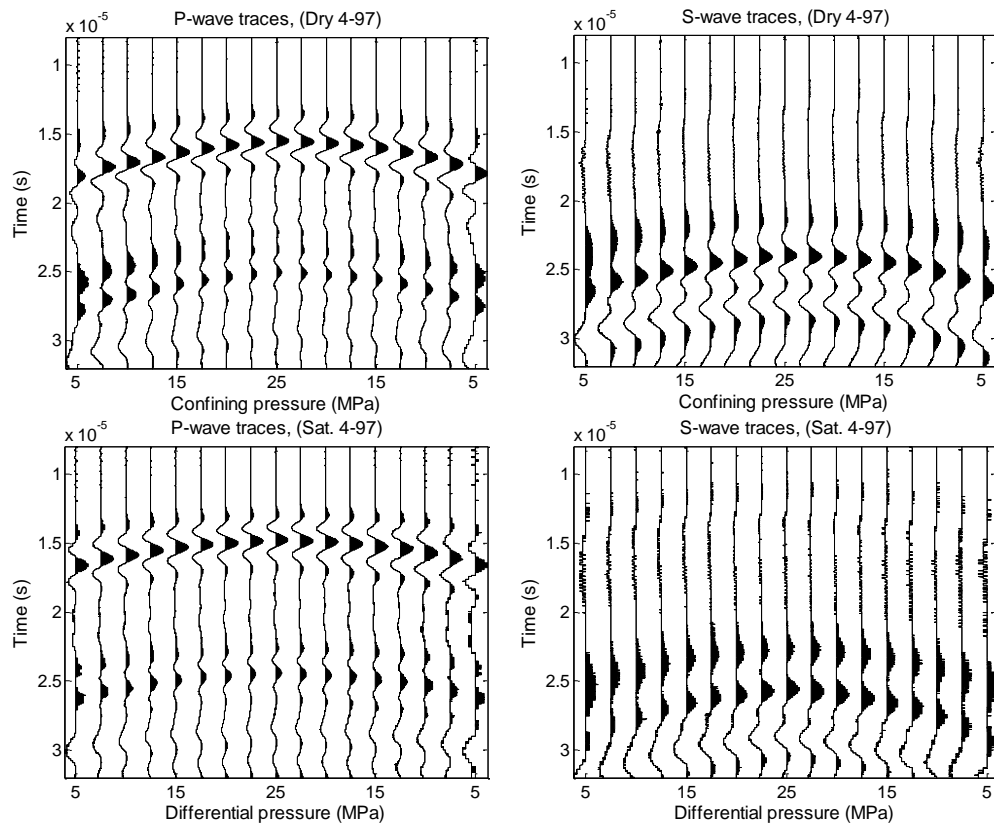 P-wave traces, (Dry 4-97)
x 10-5
1
1.5
2
2.5
3
Time (s)
5 15 25 15 5
Confining pressure (MPa)
S-wave traces, (Dry 4-97)
x 10-5
1
1.5
2
2.5
3
Time (s)
5 15 25 15 5
Confining pressure (MPa)
P-wave traces, (Sat. 4-97)
x 10-5
1
1.5
2
2.5
3
Time (s)
5 15 25 15 5
Differential pressure (MPa)
S-wave traces, (Sat. 4-97)
x 10-5
1
1.5
2
2.5
3
Time (s)
5 15 25 15 5
Differential pressure (MPa)